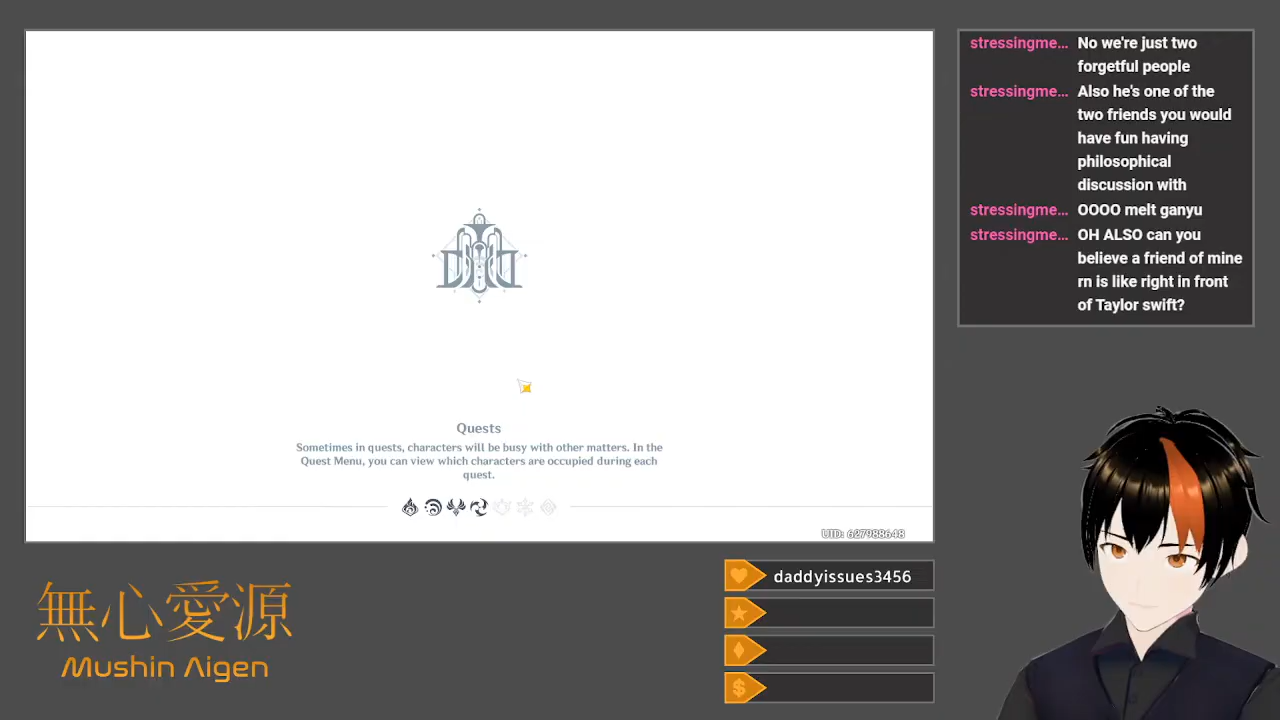 stressingme... No we're just two
forgetful people
stressingme... Also he's one of the
two friends you would
have fun having
philosophical
discussion with
stressingme... OOOO melt ganyu
stressingme... OH ALSO can you
believe a friend of mine
rn is like right in front
of Taylor swift?
Quests
Sometimes in quests, characters will be busy with other matters. In the
Quest Menu, you can view which characters are occupied during each
quest.
UID: 627988648
daddyissues3456
無心愛源
Mushin Aigen